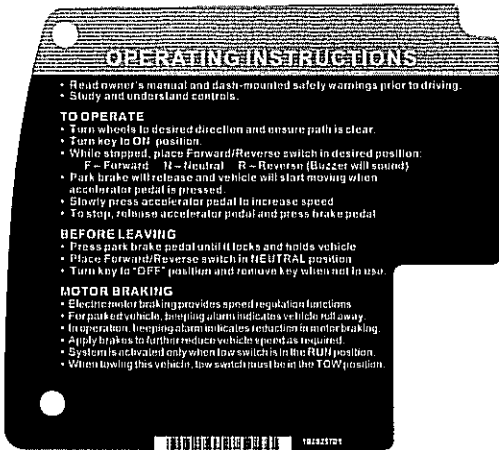 OPERATING INSTRUCTIONS
• Read owner's manual and dash-mounted safety warnings prior to driving.
• Study and understand controls.
TO OPERATE
• Turn wheels to desired direction and ensure path is clear.
• Turn key to ON position.
• While stopped, place Forward/Reverse switch in desired position:
F – Forward N – Neutral R – Reverse (Buzzer will sound)
• Park brake will release and vehicle will start moving when
accelerator pedal is pressed.
• Slowly press accelerator pedal to increase speed
• To stop, release accelerator pedal and press brake pedal
BEFORE LEAVING
• Press park brake pedal until it locks and holds vehicle
• Place Forward/Reverse switch in NEUTRAL position
• Turn key to "OFF" position and remove key when not in use.
MOTOR BRAKING
• Electric motor braking provides speed regulation functions
• For parked vehicle, beeping alarm indicates vehicle roll away.
• In operation, beeping alarm indicates reduction in motor braking.
• Apply brakes to further reduce vehicle speed as required.
• System is activated only when tow switch is in the RUN position.
• When towing this vehicle, tow switch must be in the TOW position.